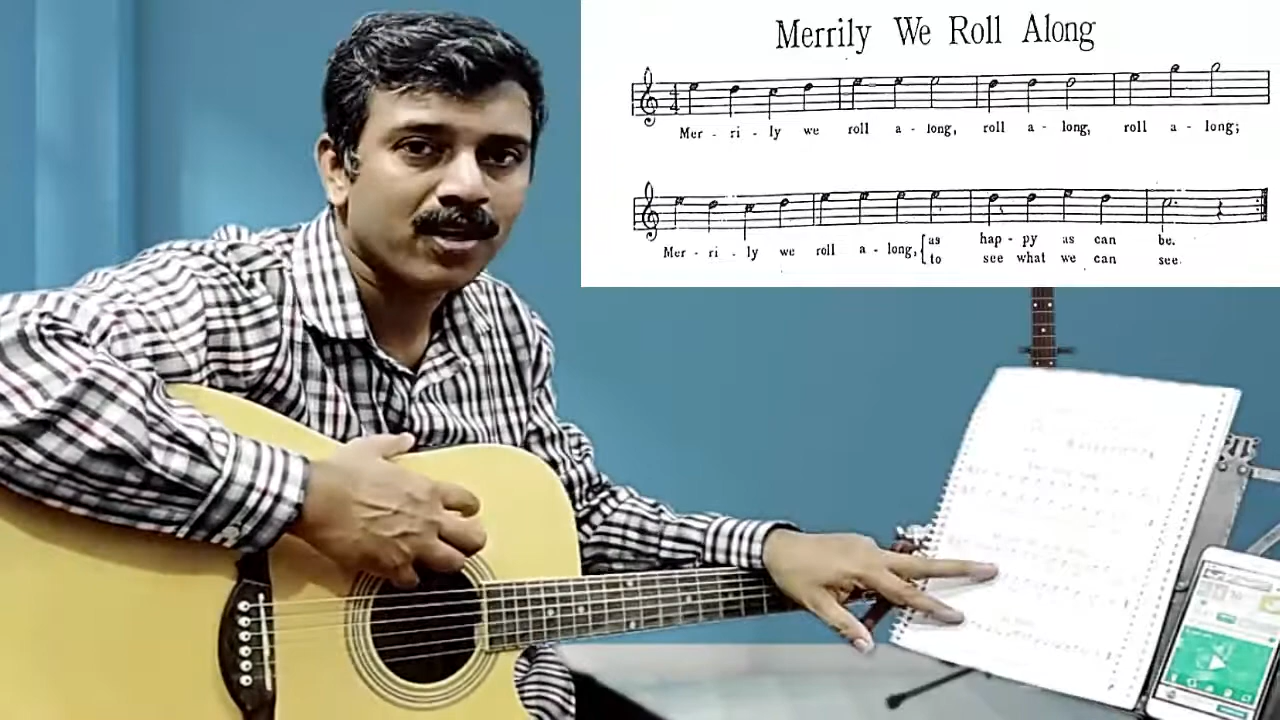 Merrily We Roll Along
Mer - ri - ly we roll a - long, roll a - long, roll a - long;
Mer - ri - ly we roll a - long, { as hap - py as can be.
to see what we can see.